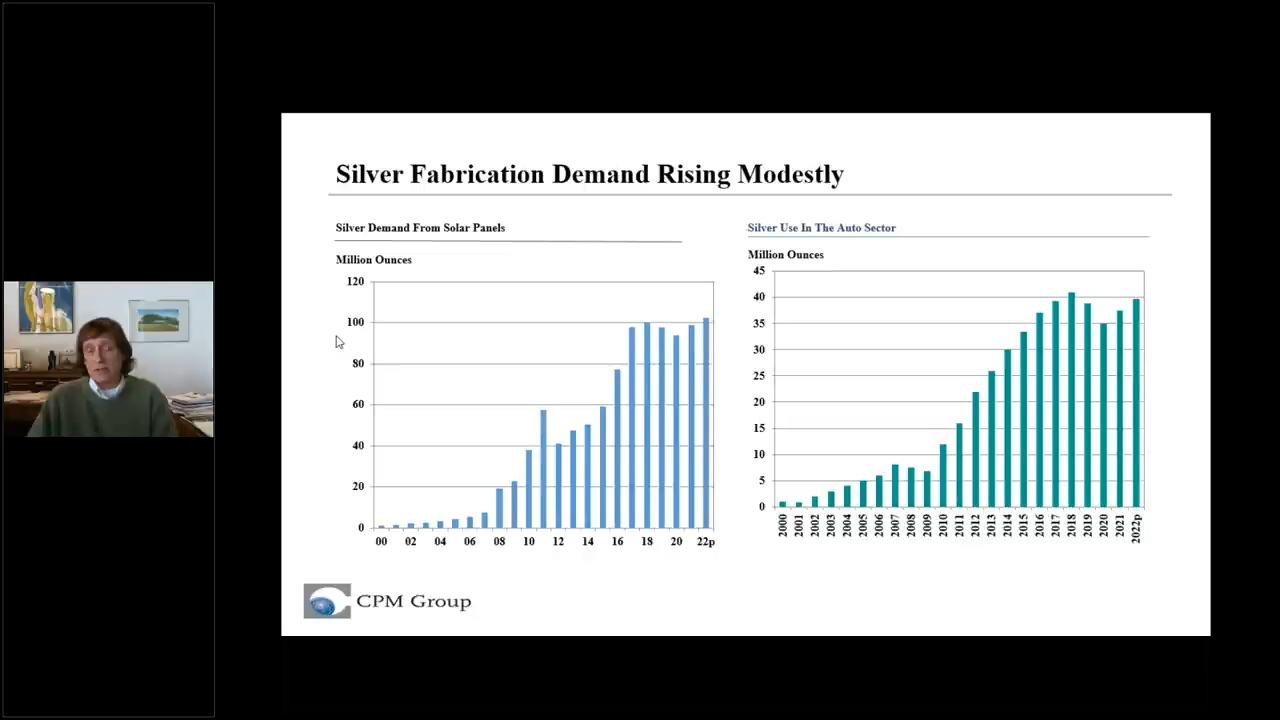 Silver Fabrication Demand Rising Modestly
Silver Demand From Solar Panels
Million Ounces
120
100
80
60
40
20
0
00 02 04 06 08 10 12 14 16 18 20 22p
Silver Use In The Auto Sector
Million Ounces
45
40
35
30
25
20
15
10
5
0
2000 2001 2002 2003 2004 2005 2006 2007 2008 2009 2010 2011 2012 2013 2014 2015 2016 2017 2018 2019 2020 2021 2022p
CPM Group